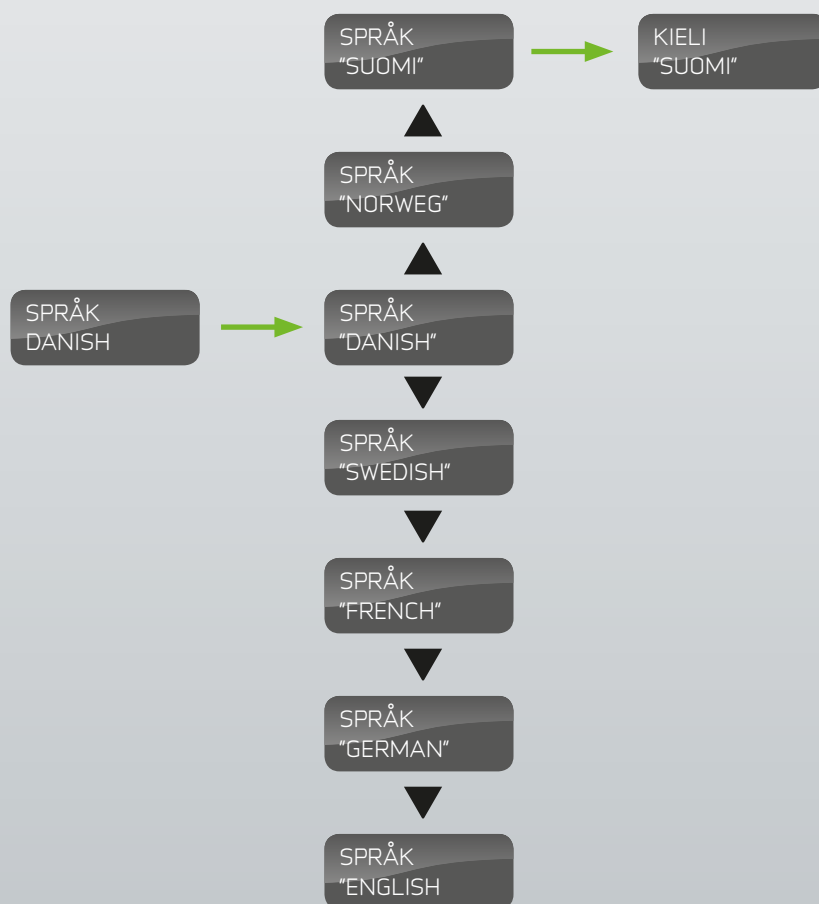 SPRÅK
"SUOMI"
KIELI
"SUOMI"
SPRÅK
"NORWEG"
SPRÅK
DANISH
SPRÅK
"DANISH"
SPRÅK
"SWEDISH"
SPRÅK
"FRENCH"
SPRÅK
"GERMAN"
SPRÅK
"ENGLISH